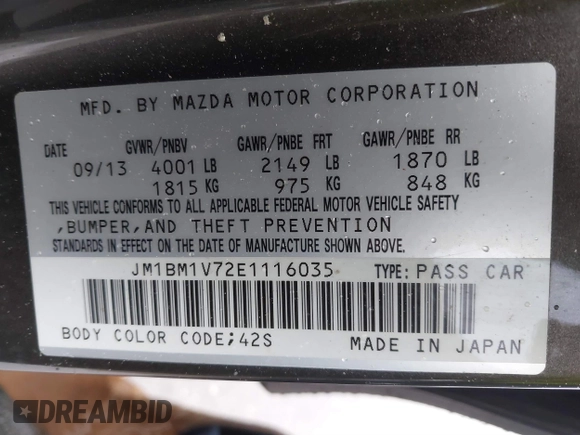 MFD. BY MAZDA MOTOR CORPORATION
DATE GVWR/PNBV GAWR/PNBE FRT GAWR/PNBE RR
09/13 4001 LB 2149 LB 1870 LB
1815 KG 975 KG 848 KG
THIS VEHICLE CONFORMS TO ALL APPLICABLE FEDERAL MOTOR VEHICLE SAFETY
,BUMPER,AND THEFT PREVENTION
STANDARDS IN EFFECT ON THE DATE OF MANUFACTURE SHOWN ABOVE.
JM1BM1V72E1116035 TYPE: PASS CAR
BODY COLOR CODE;42S MADE IN JAPAN
DREAMBID